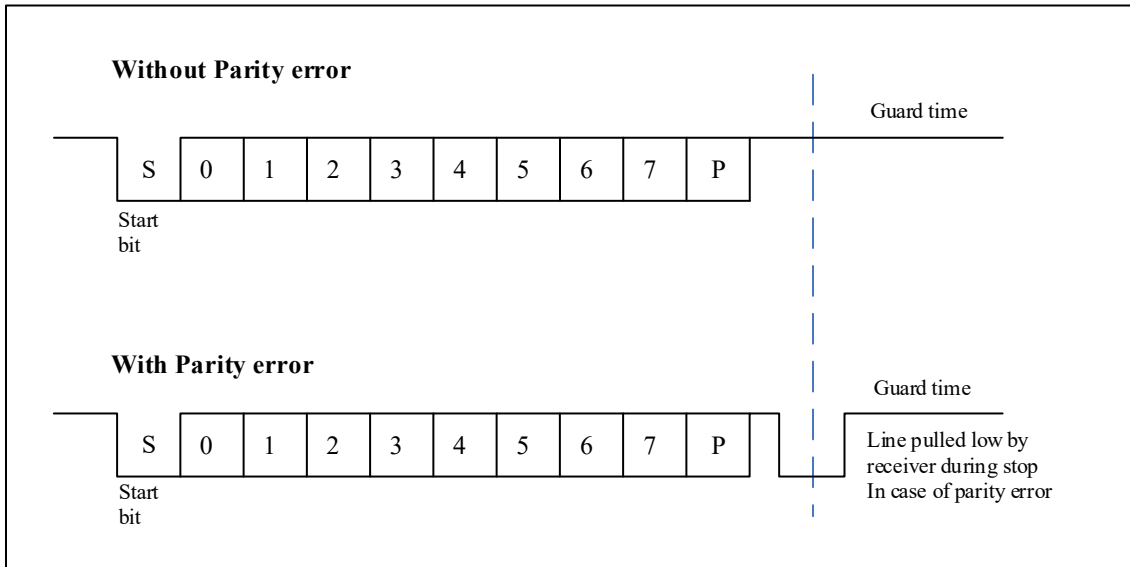 Without Parity error
Guard time
S 0 1 2 3 4 5 6 7 P
Start
bit
With Parity error
Guard time
S 0 1 2 3 4 5 6 7 P
Line pulled low by
receiver during stop
In case of parity error
Start
bit